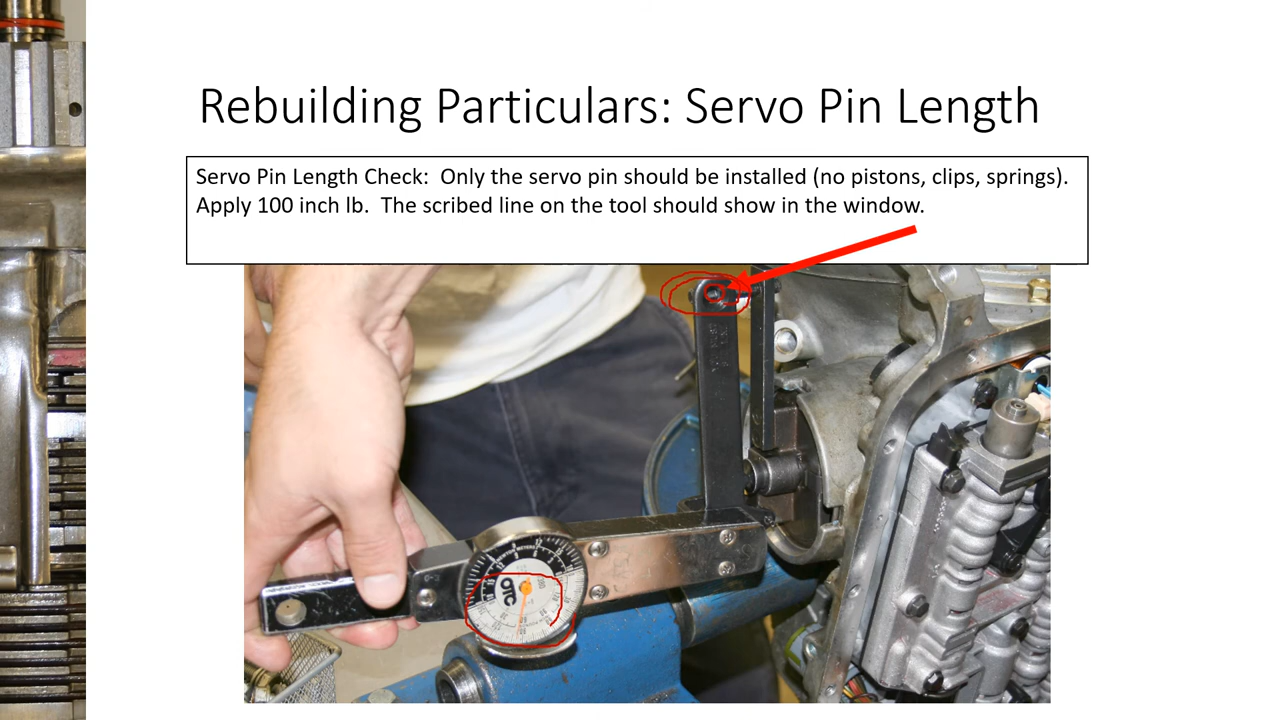 Rebuilding Particulars: Servo Pin Length
Servo Pin Length Check:  Only the servo pin should be installed (no pistons, clips, springs).
Apply 100 inch lb.  The scribed line on the tool should show in the window.
OTC